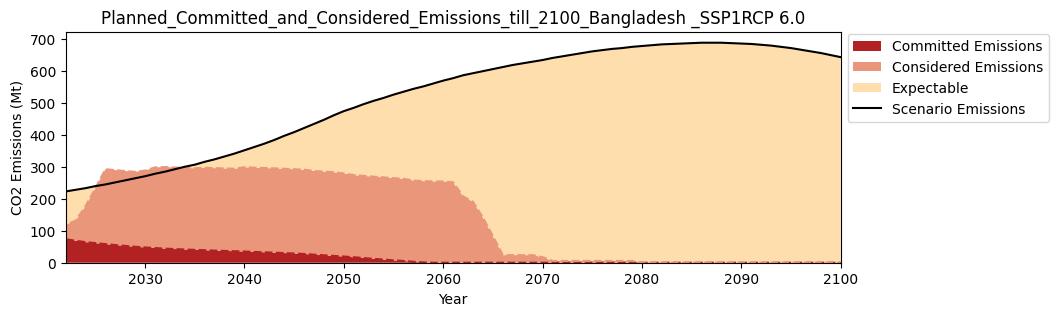 Planned_Committed_and_Considered_Emissions_till_2100_Bangladesh _SSP1RCP 6.0
700
600
500
400
300
200
100
0
CO2 Emissions (Mt)
2030
2040
2050
2060
2070
2080
2090
2100
Year
Committed Emissions
Considered Emissions
Expectable
Scenario Emissions